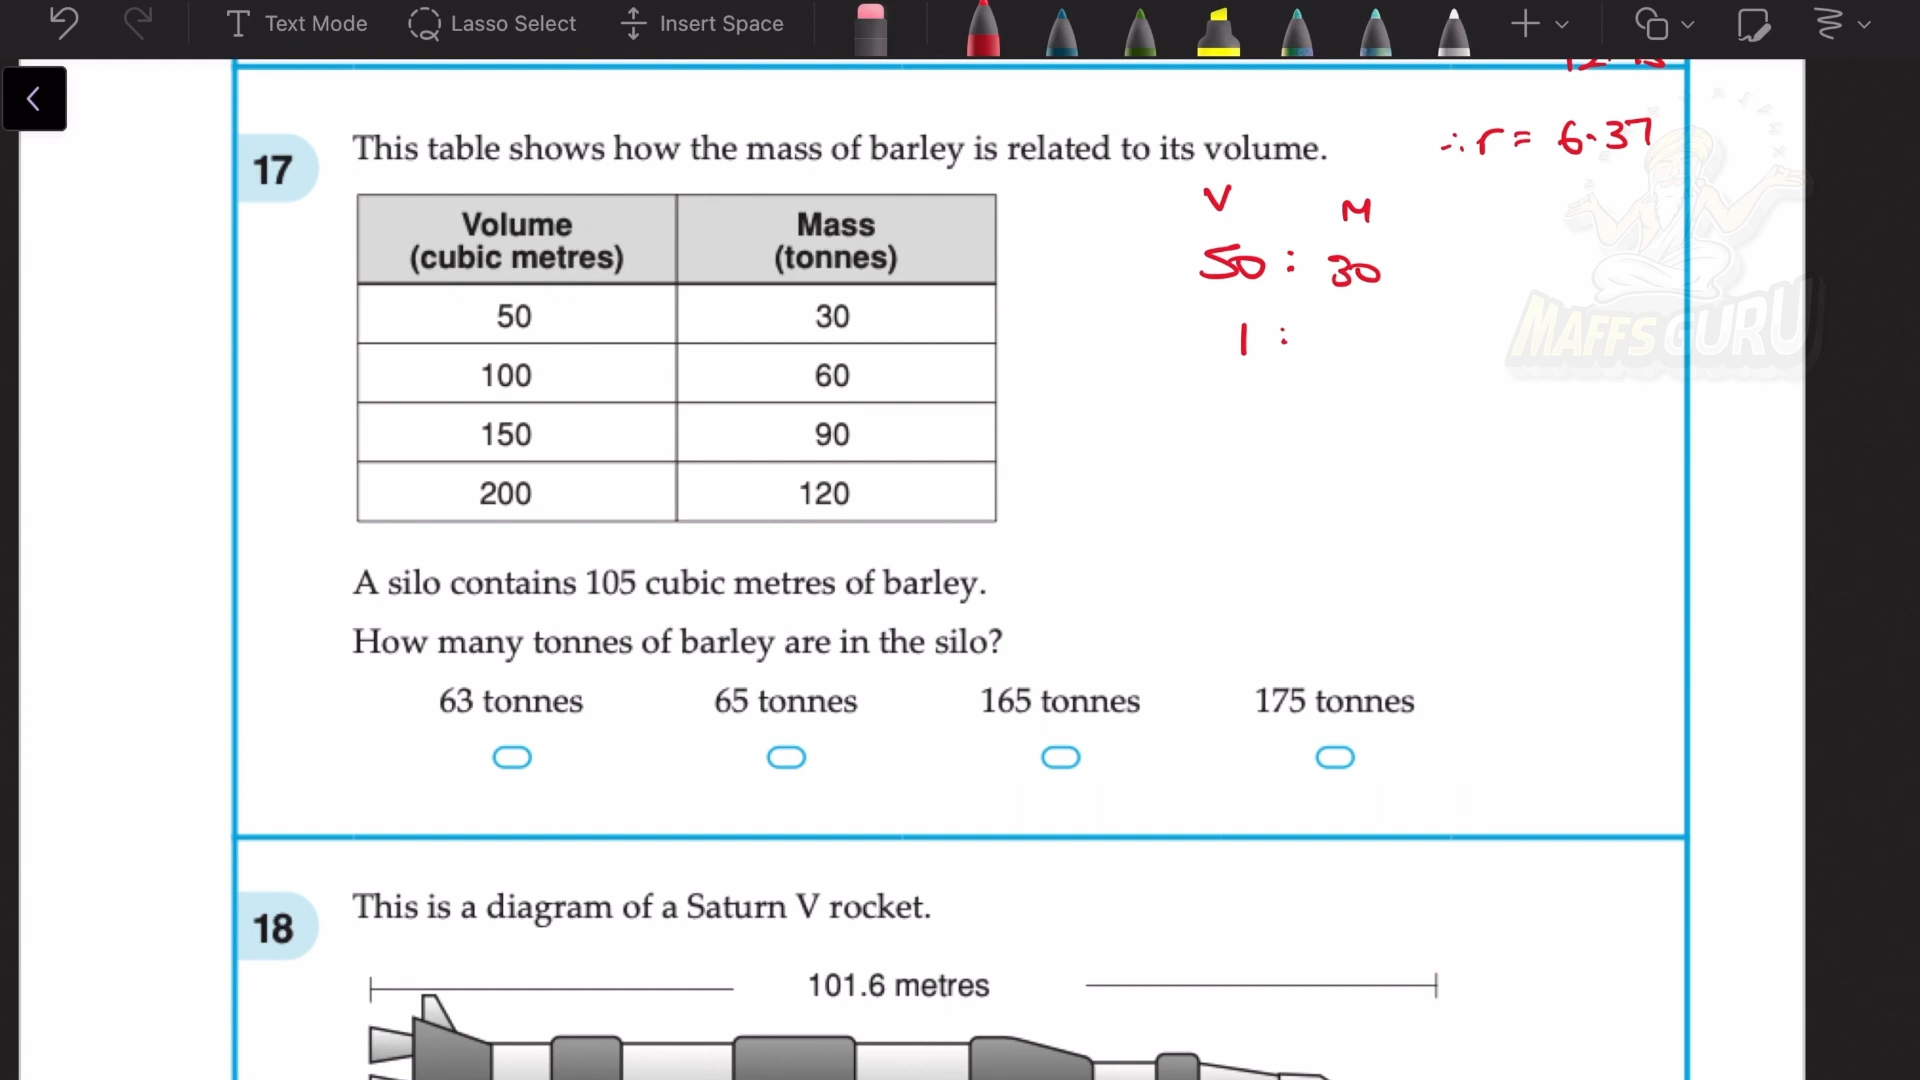 Text Mode Lasso Select Insert Space
∴ r = 6.37
17 This table shows how the mass of barley is related to its volume.
Volume (cubic metres) Mass (tonnes)
50 30
100 60
150 90
200 120
V M
50 : 30
1 :
MAFFS GURU
A silo contains 105 cubic metres of barley.
How many tonnes of barley are in the silo?
63 tonnes 65 tonnes 165 tonnes 175 tonnes
18 This is a diagram of a Saturn V rocket.
101.6 metres